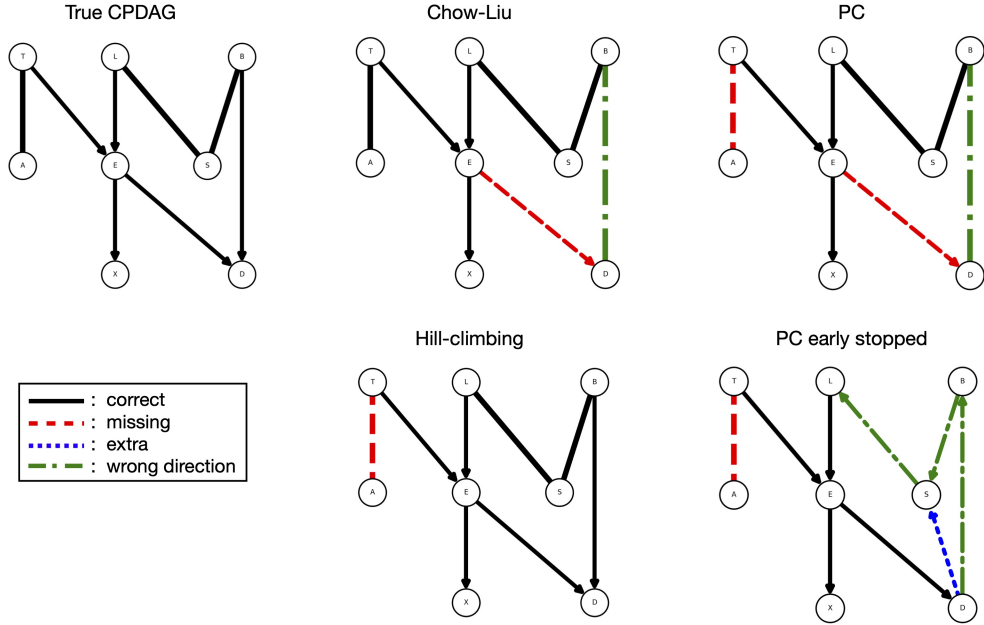 True CPDAG
Chow-Liu
PC
T
L
B
A
E
S
X
D
T
L
B
A
E
S
X
D
T
L
B
A
E
S
X
D
Hill-climbing
PC early stopped
: correct
: missing
: extra
: wrong direction
T
L
B
A
E
S
X
D
T
L
B
A
E
S
X
D